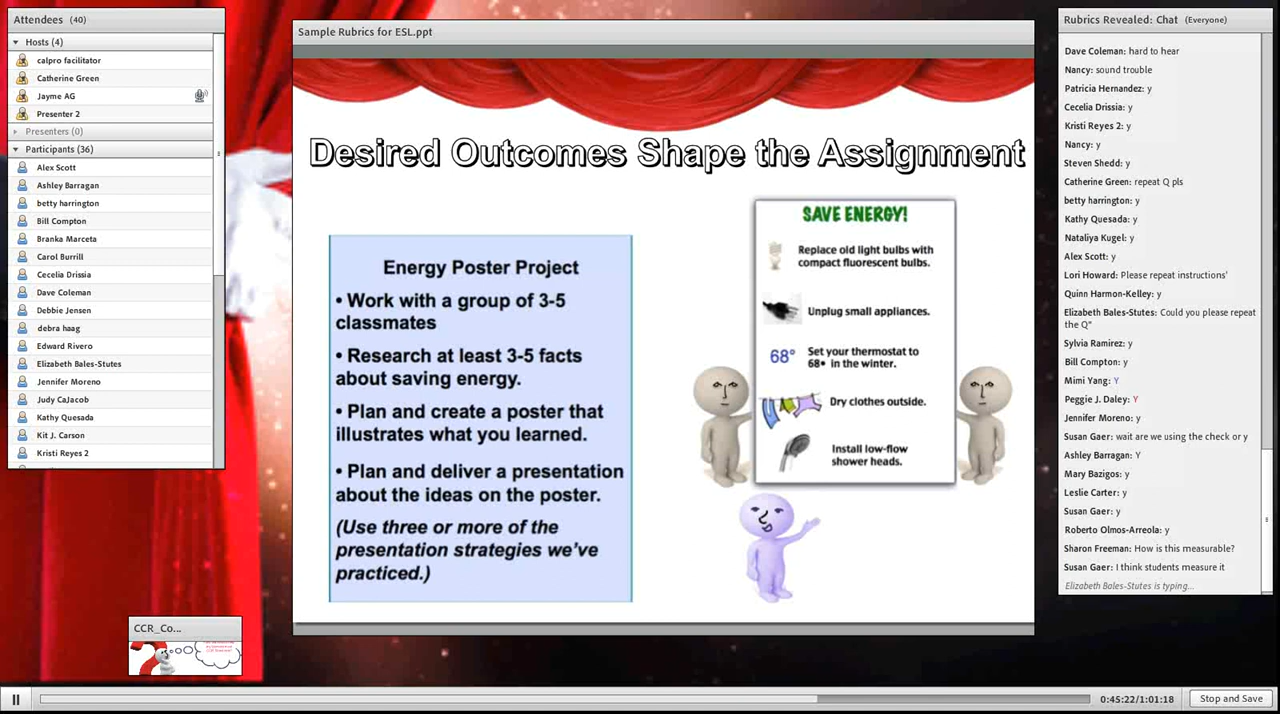 Attendees (40)
Hosts (4)
calpro facilitator
Catherine Green
Jayme AG
Presenter 2
Presenters (0)
Participants (36)
Alex Scott
Ashley Barragan
betty harrington
Bill Compton
Branka Marceta
Carol Burrill
Cecelia Drissia
Dave Coleman
Debbie Jensen
debra haag
Edward Rivero
Elizabeth Bales-Stutes
Jennifer Moreno
Judy CaJacob
Kathy Quesada
Kit J. Carson
Kristi Reyes 2
CCR_Co...
Sample Rubrics for ESL.ppt
Desired Outcomes Shape the Assignment
Energy Poster Project
• Work with a group of 3-5
classmates
• Research at least 3-5 facts
about saving energy.
• Plan and create a poster that
illustrates what you learned.
• Plan and deliver a presentation
about the ideas on the poster.
(Use three or more of the
presentation strategies we've
practiced.)
SAVE ENERGY!
Replace old light bulbs with
compact fluorescent bulbs.
Unplug small appliances.
68°
Set your thermostat to
68• in the winter.
Dry clothes outside.
Install low-flow
shower heads.
Rubrics Revealed: Chat (Everyone)
Dave Coleman: hard to hear
Nancy: sound trouble
Patricia Hernandez: y
Cecelia Drissia: y
Kristi Reyes 2: y
Nancy: y
Steven Shedd: y
Catherine Green: repeat Q pls
betty harrington: y
Kathy Quesada: y
Nataliya Kugel: y
Alex Scott: y
Lori Howard: Please repeat instructions'
Quinn Harmon-Kelley: y
Elizabeth Bales-Stutes: Could you please repeat
the Q"
Sylvia Ramirez: y
Bill Compton: y
Mimi Yang: Y
Peggie J. Daley: Y
Jennifer Moreno: y
Susan Gaer: wait are we using the check or y
Ashley Barragan: Y
Mary Bazigos: y
Leslie Carter: y
Susan Gaer: y
Roberto Olmos-Arreola: y
Sharon Freeman: How is this measurable?
Susan Gaer: I think students measure it
Elizabeth Bales-Stutes is typing...
0:45:22/1:01:18
Stop and Save